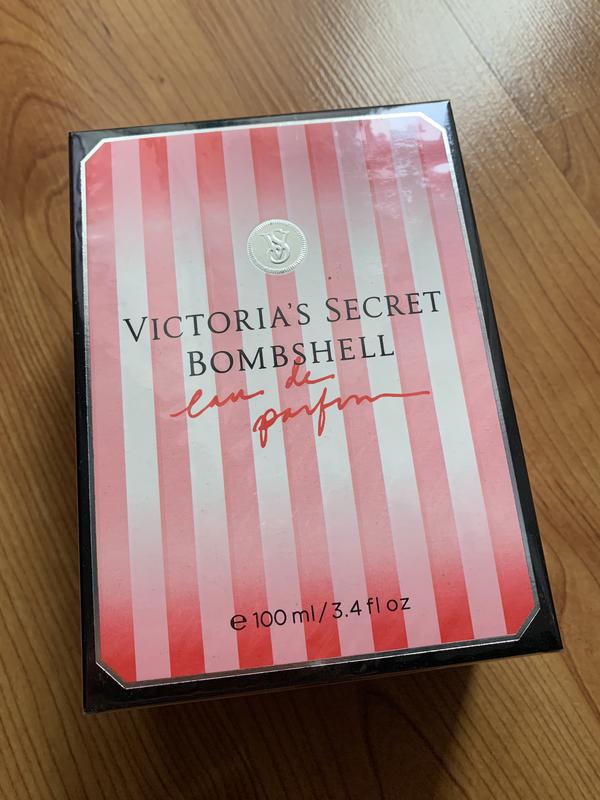 VS
VICTORIA'S SECRET
BOMBSHELL
eau de
parfum
e 100 ml / 3.4 fl oz